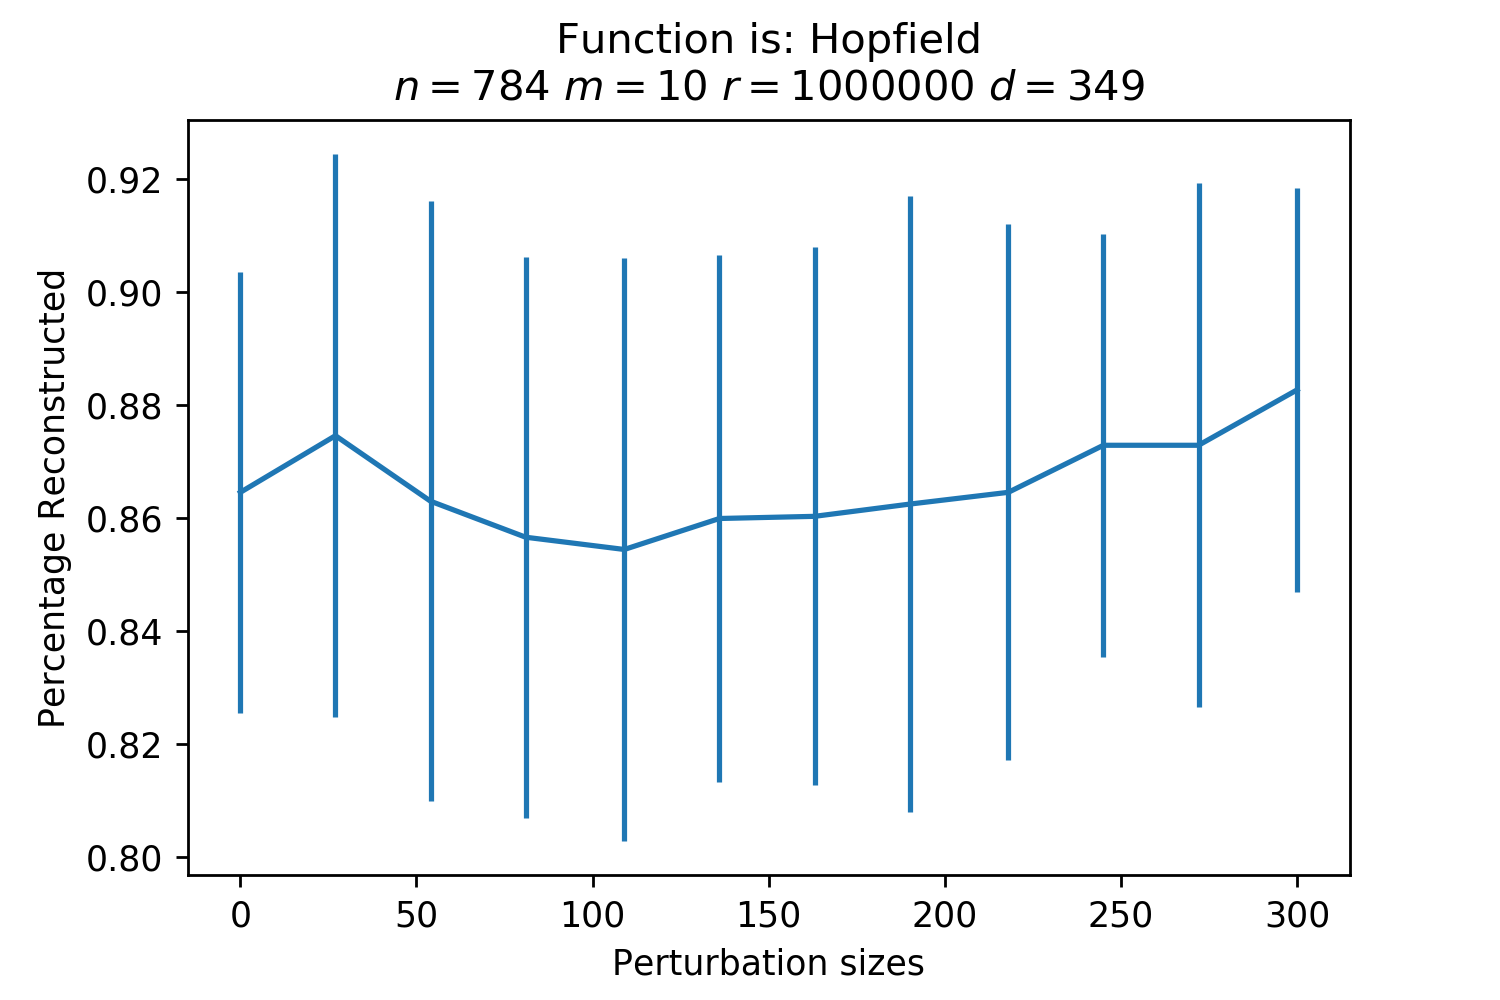 Function is: Hopfield
n = 784 m = 10 r = 1000000 d = 349
Percentage Reconstructed
0.92
0.90
0.88
0.86
0.84
0.82
0.80
0 50 100 150 200 250 300
Perturbation sizes